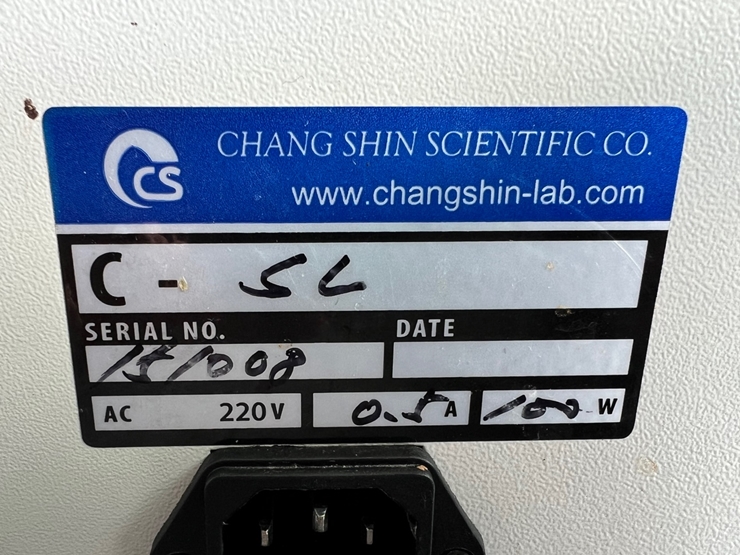 CS CHANG SHIN SCIENTIFIC CO.
www.changshin-lab.com
C - SL
SERIAL NO. DATE
151008
AC 220V 0.5 A 100 W